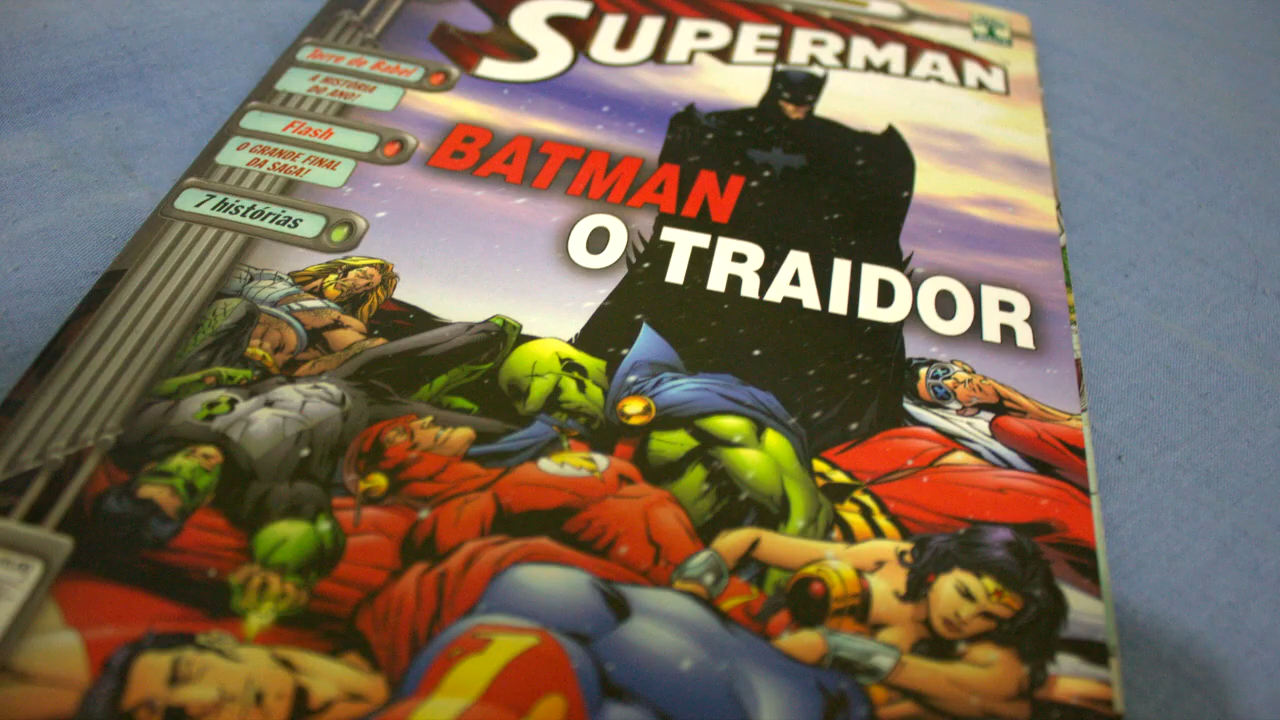 SUPERMAN
Torre de Babel
A HISTÓRIA
DO ANO!
Flash
O GRANDE FINAL
DA SAGA!
7 histórias
BATMAN
O TRAIDOR